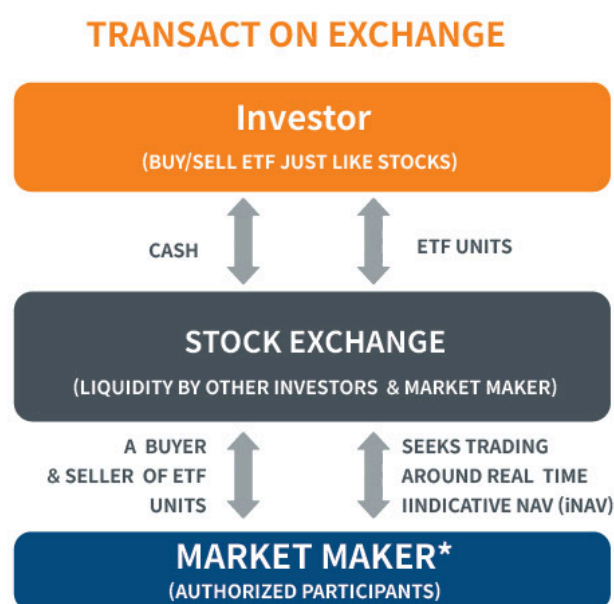 TRANSACT ON EXCHANGE
Investor
(BUY/SELL ETF JUST LIKE STOCKS)
CASH
ETF UNITS
STOCK EXCHANGE
(LIQUIDITY BY OTHER INVESTORS & MARKET MAKER)
A BUYER
& SELLER OF ETF
UNITS
SEEKS TRADING
AROUND REAL TIME
IINDICATIVE NAV (iNAV)
MARKET MAKER*
(AUTHORIZED PARTICIPANTS)